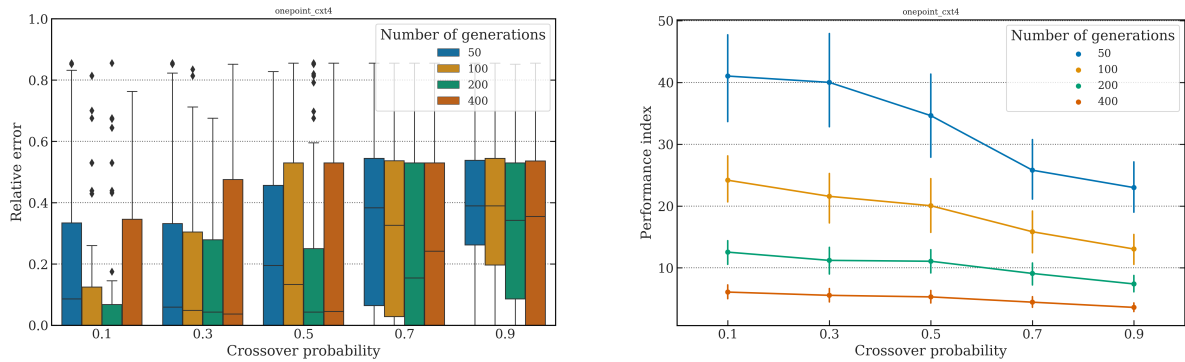 onepoint_cxt4
Relative error
1.0
0.8
0.6
0.4
0.2
0.0
Number of generations
50
100
200
400
0.1 0.3 0.5 0.7 0.9
Crossover probability
onepoint_cxt4
Performance index
50
40
30
20
10
Number of generations
50
100
200
400
0.1 0.3 0.5 0.7 0.9
Crossover probability